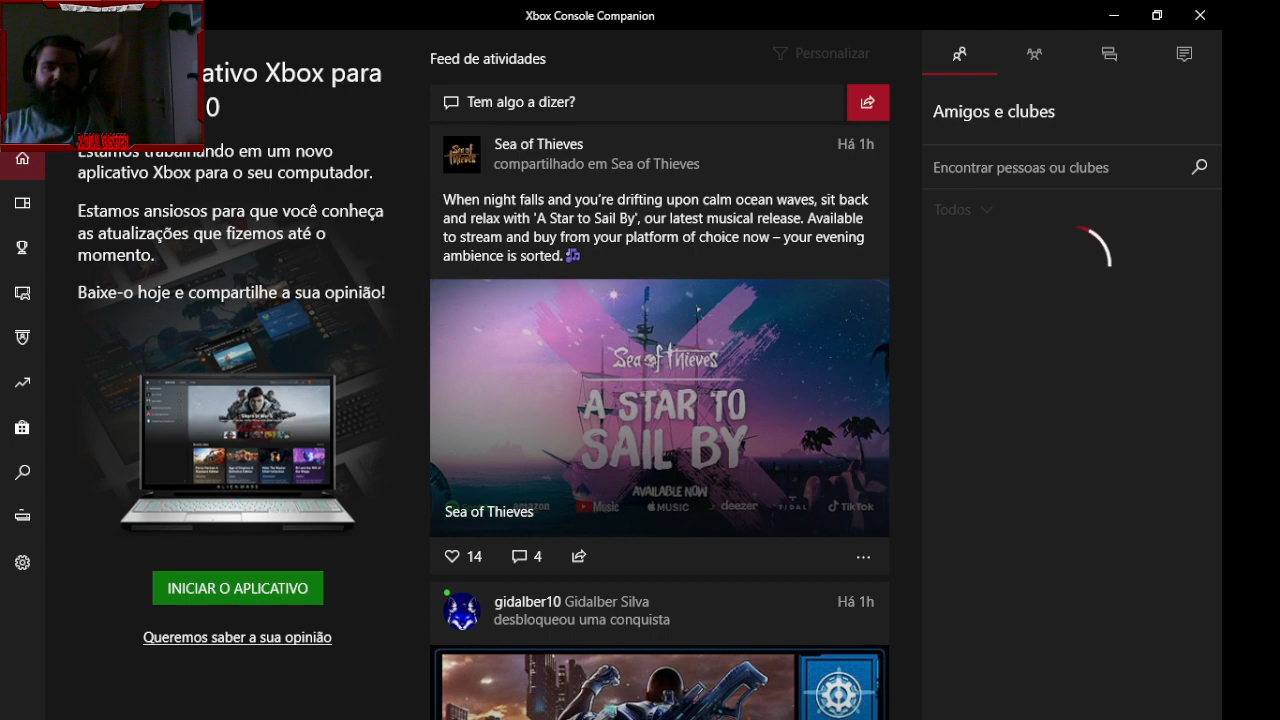 Xbox Console Companion
ativo Xbox para
0
Estamos trabalhando em um novo
aplicativo Xbox para o seu computador.
Estamos ansiosos para que você conheça
as atualizações que fizemos até o
momento.
Baixe-o hoje e compartilhe a sua opinião!
INICIAR O APLICATIVO
Queremos saber a sua opinião
Feed de atividades
Personalizar
Tem algo a dizer?
Sea of Thieves
Há 1h
compartilhado em Sea of Thieves
When night falls and you’re drifting upon calm ocean waves, sit back
and relax with 'A Star to Sail By', our latest musical release. Available
to stream and buy from your platform of choice now – your evening
ambience is sorted.
Sea of Thieves
A STAR TO
SAIL BY
AVAILABLE NOW
amazon Music MUSIC deezer TIDAL TikTok
Sea of Thieves
14 4
gidalber10 Gidalber Silva
Há 1h
desbloqueou uma conquista
Amigos e clubes
Encontrar pessoas ou clubes
Todos